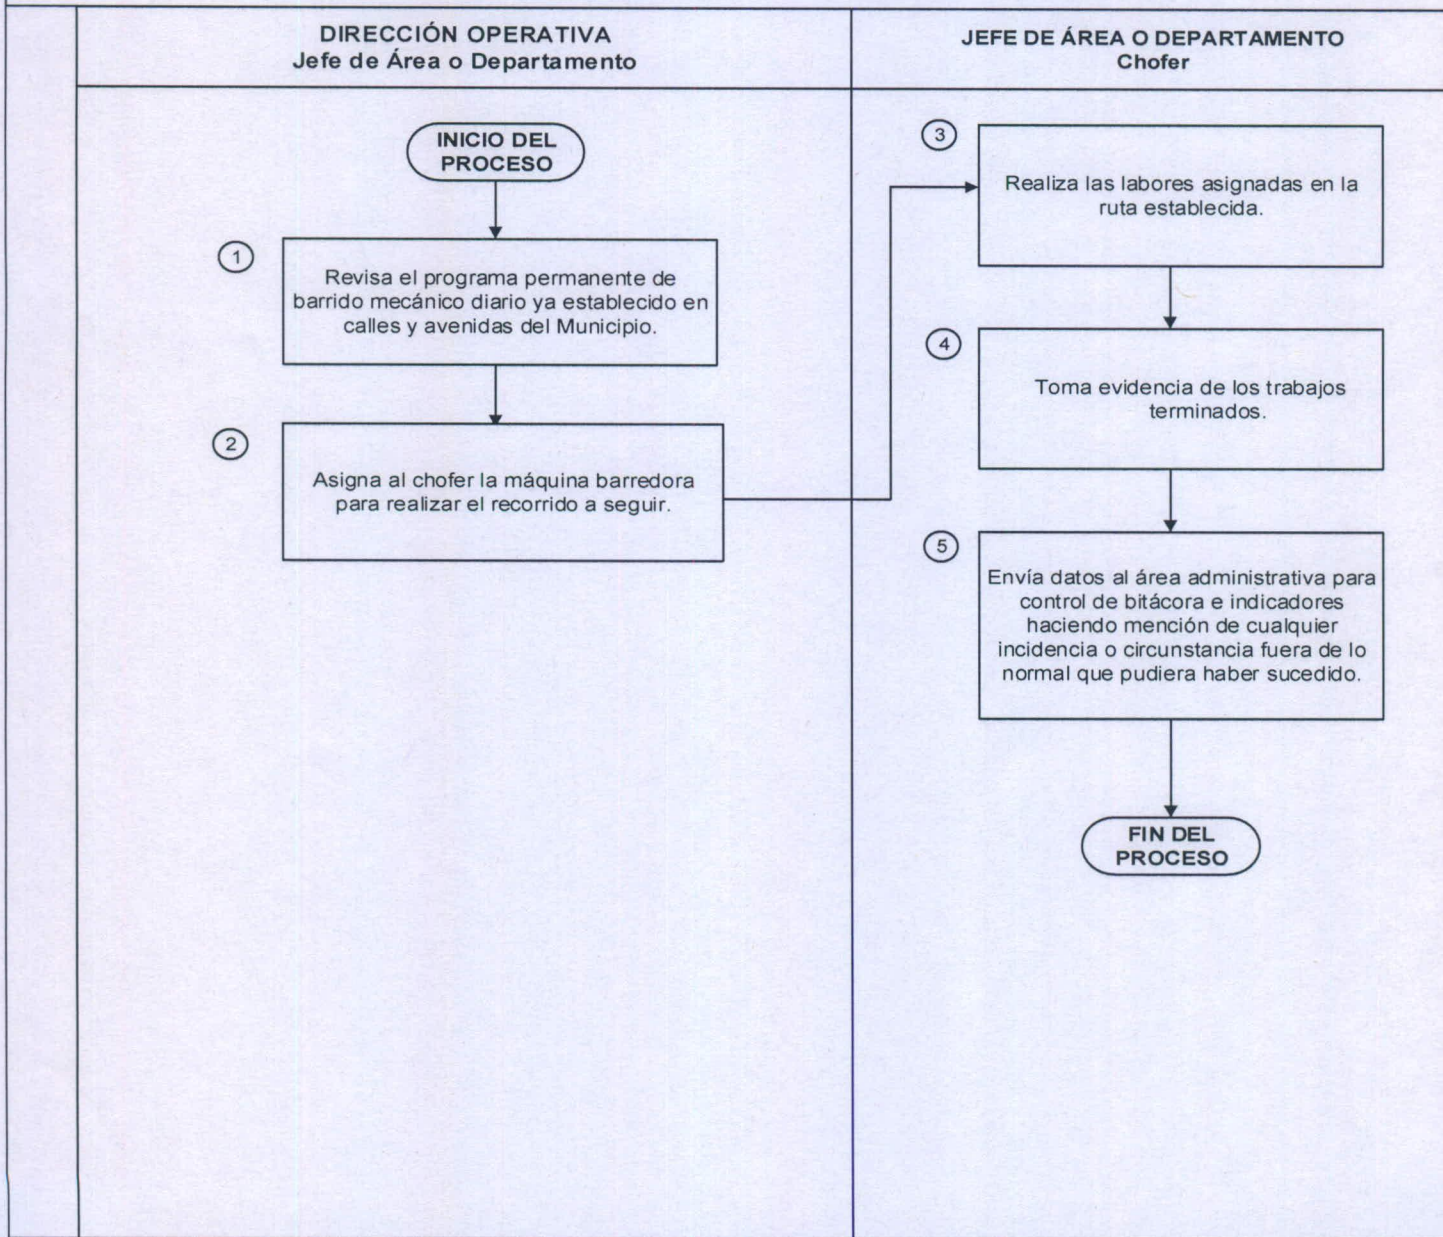 DIRECCIÓN OPERATIVA
Jefe de Área o Departamento
JEFE DE ÁREA O DEPARTAMENTO
Chofer
INICIO DEL
PROCESO
1
Revisa el programa permanente de
barrido mecánico diario ya establecido en
calles y avenidas del Municipio.
2
Asigna al chofer la máquina barredora
para realizar el recorrido a seguir.
3
Realiza las labores asignadas en la
ruta establecida.
4
Toma evidencia de los trabajos
terminados.
5
Envía datos al área administrativa para
control de bitácora e indicadores
haciendo mención de cualquier
incidencia o circunstancia fuera de lo
normal que pudiera haber sucedido.
FIN DEL
PROCESO